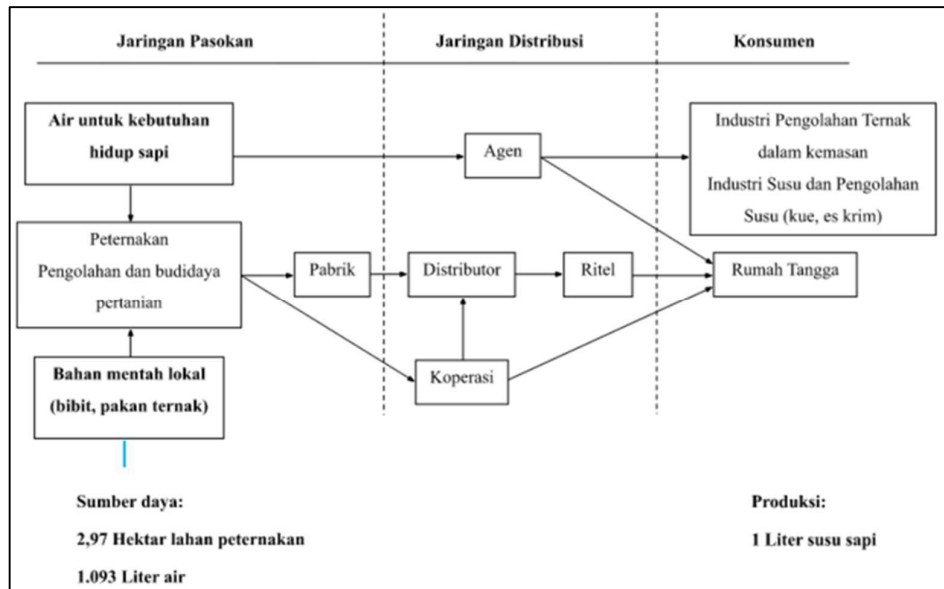 Jaringan Pasokan
Jaringan Distribusi
Konsumen
Air untuk kebutuhan
hidup sapi
Agen
Industri Pengolahan Ternak
dalam kemasan
Industri Susu dan Pengolahan
Susu (kue, es krim)
Peternakan
Pengolahan dan budidaya
pertanian
Pabrik
Distributor
Ritel
Rumah Tangga
Bahan mentah lokal
(bibit, pakan ternak)
Koperasi
Sumber daya:
2,97 Hektar lahan peternakan
1.093 Liter air
Produksi:
1 Liter susu sapi